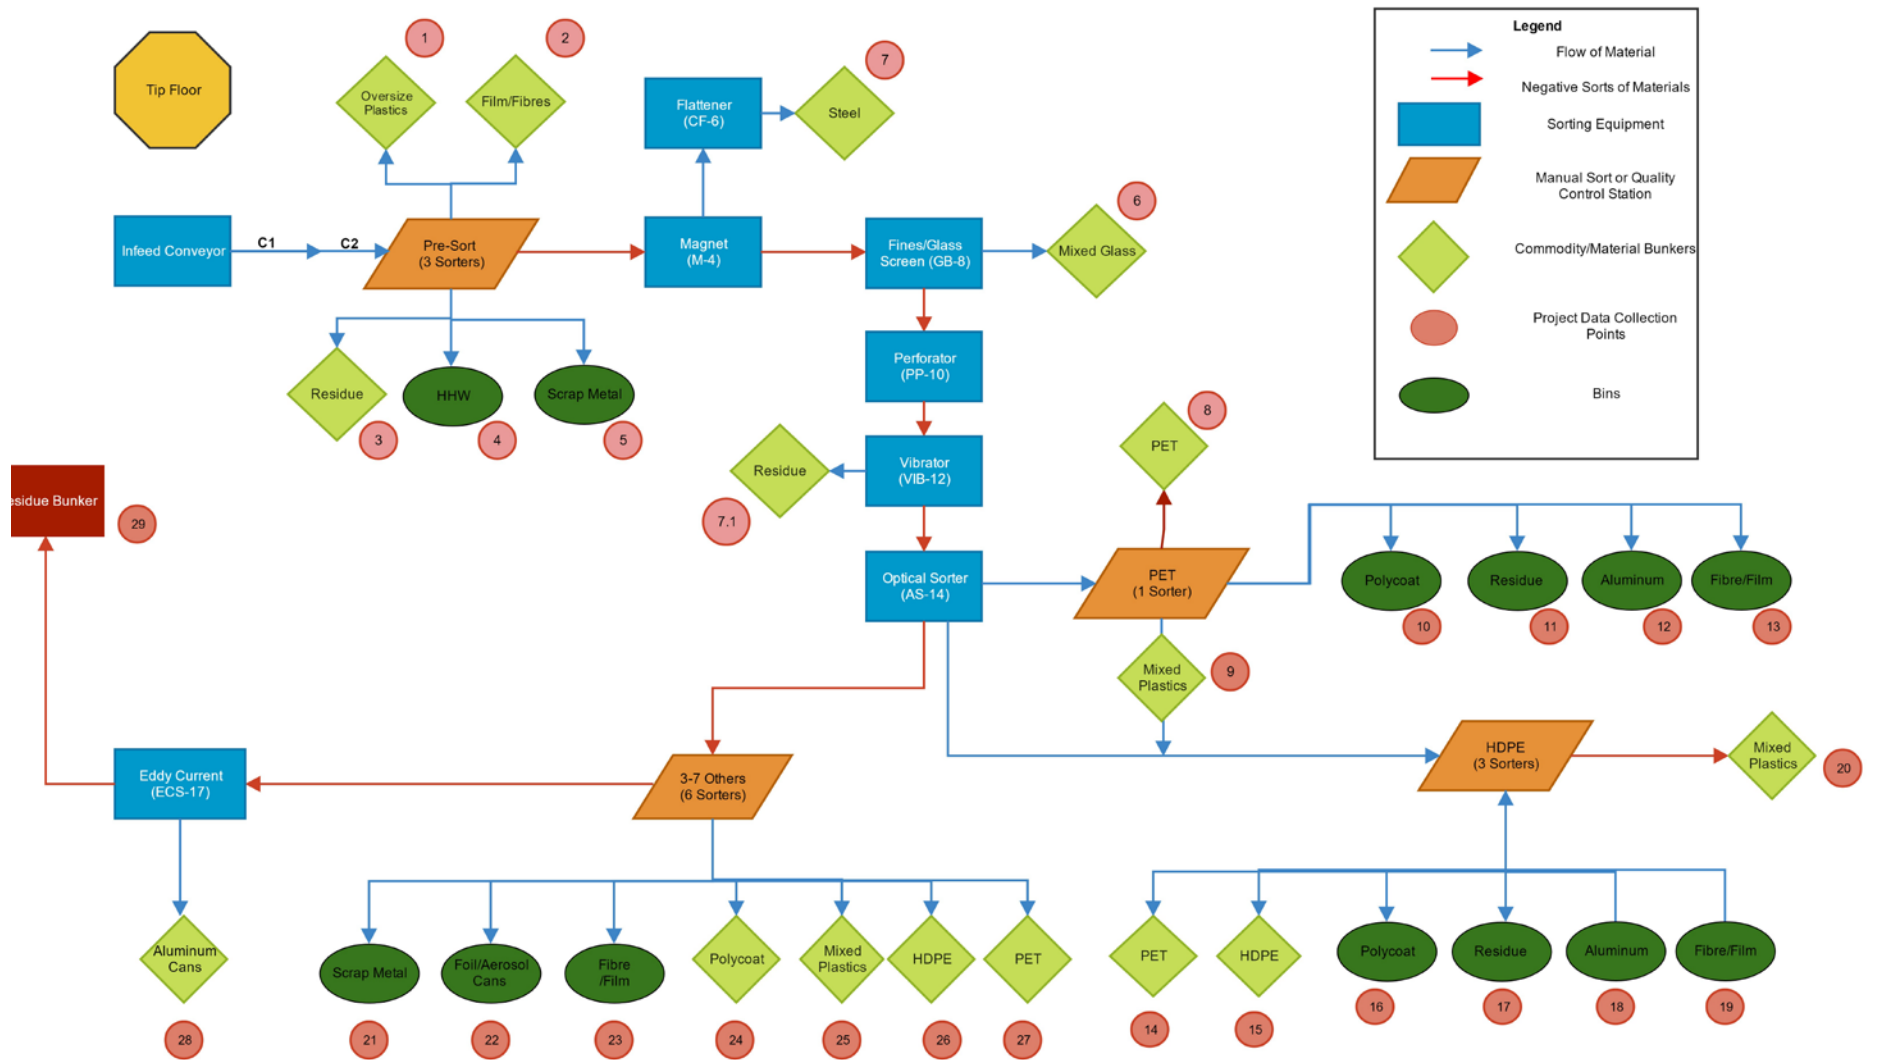 1
2
7
Legend
Flow of Material
Negative Sorts of Materials
Sorting Equipment
Manual Sort or Quality
Control Station
Commodity/Material Bunkers
Project Data Collection
Points
Bins
Tip Floor
Oversize
Plastics
Film/Fibres
Flattener
(CF-6)
Steel
6
Infeed Conveyor
C1
C2
Pre-Sort
(3 Sorters)
Magnet
(M-4)
Fines/Glass
Screen (GB-8)
Mixed Glass
Perforator
(PP-10)
Residue
HHW
Scrap Metal
3
4
5
8
PET
Vibrator
(VIB-12)
Residue
7.1
esidue Bunker
29
Optical Sorter
(AS-14)
PET
(1 Sorter)
Polycoat
Residue
Aluminum
Fibre/Film
10
11
12
13
Mixed
Plastics
9
HDPE
(3 Sorters)
Mixed
Plastics
20
Eddy Current
(ECS-17)
3-7 Others
(6 Sorters)
Aluminum
Cans
Scrap Metal
Foil/Aerosol
Cans
Fibre
/Film
Polycoat
Mixed
Plastics
HDPE
PET
PET
HDPE
Polycoat
Residue
Aluminum
Fibre/Film
28
21
22
23
24
25
26
27
14
15
16
17
18
19